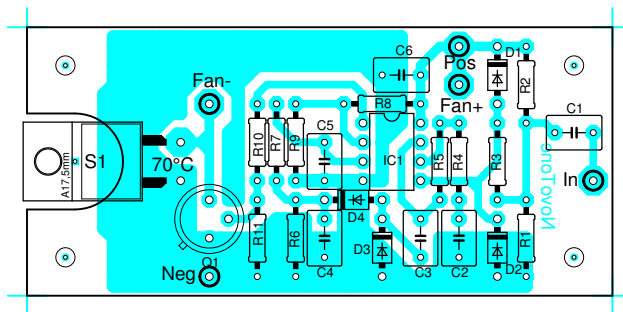 C6
Pos
D1
Fan-
Fan+
R2
R8
C1
R10
R7
R9
C5
IC1
R5
R4
R3
S1
A17.5mm
70°C
In
D4
NovoTone
R11
R6
C4
D3
C3
C2
D2
R1
Q1
Neg